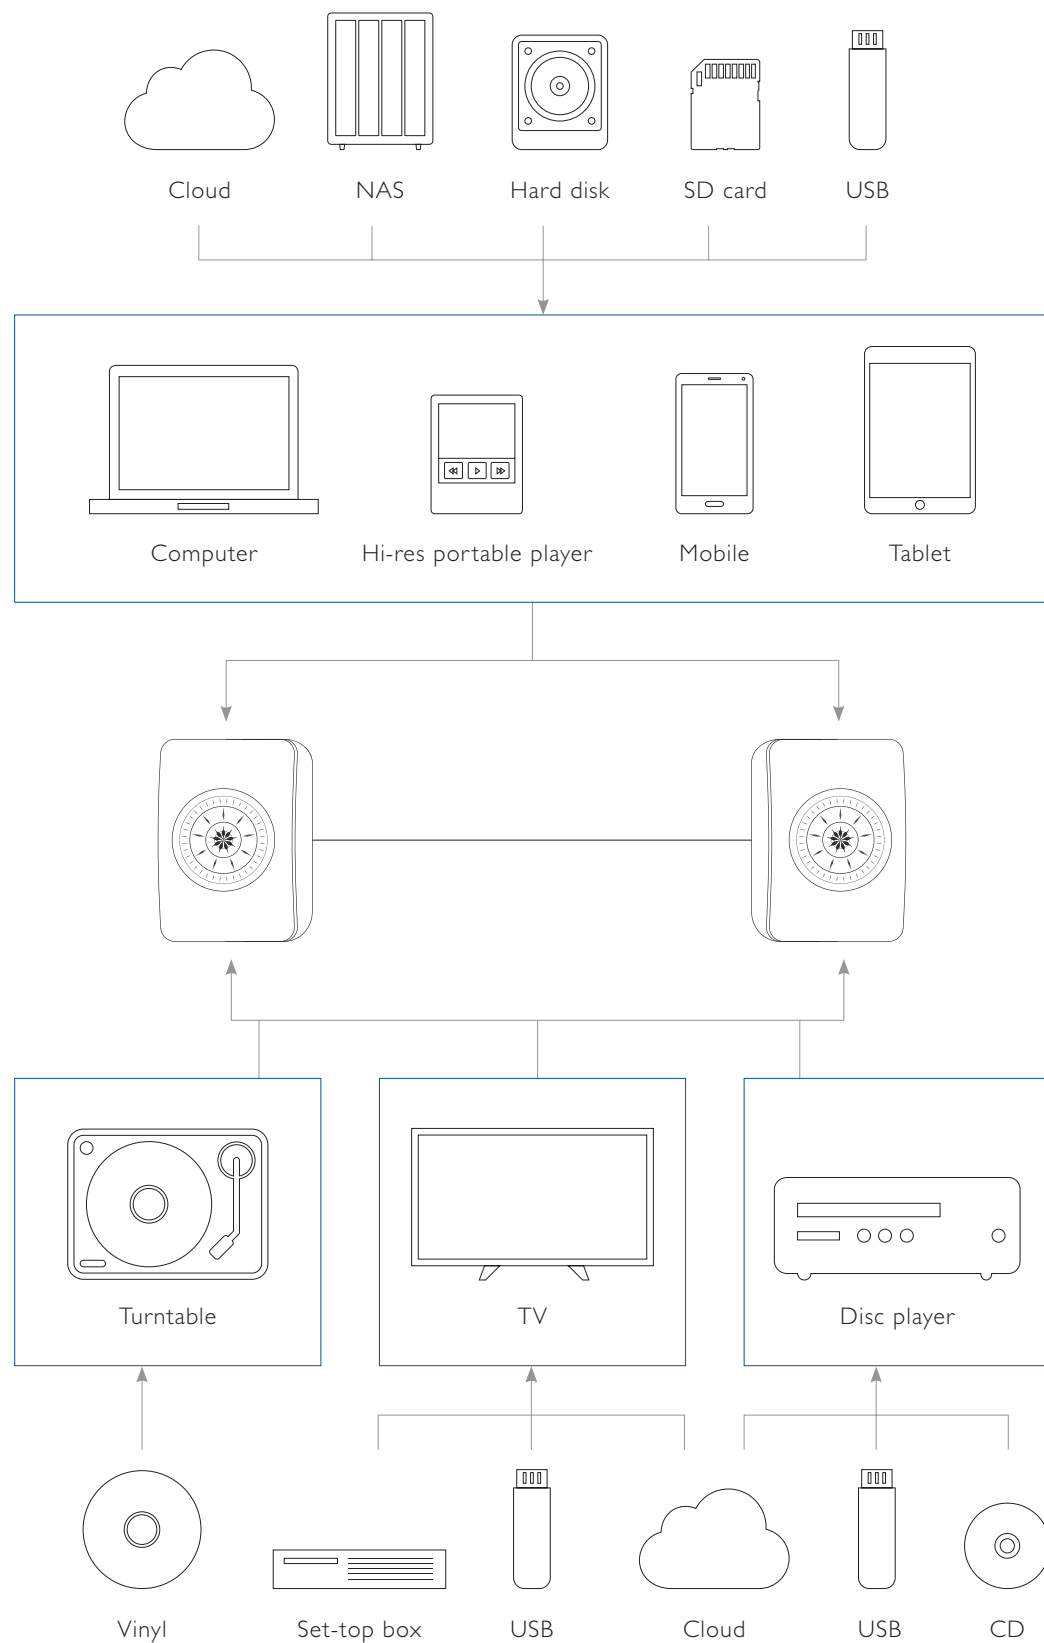 Cloud
NAS
Hard disk
SD card
USB
Computer
Hi-res portable player
Mobile
Tablet
Turntable
TV
Disc player
Vinyl
Set-top box
USB
Cloud
USB
CD